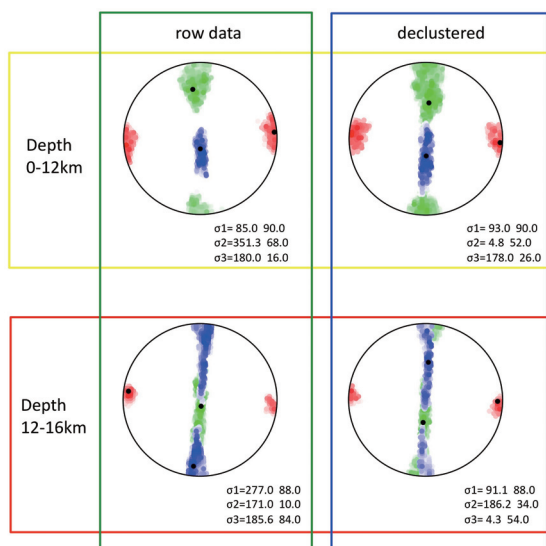 row data
declustered
Depth
0-12km
σ1= 85.0 90.0
σ2=351.3 68.0
σ3=180.0 16.0
σ1= 93.0 90.0
σ2= 4.8 52.0
σ3= 178.0 26.0
Depth
12-16km
σ1=277.0 88.0
σ2=171.0 10.0
σ3=185.6 84.0
σ1= 91.1 88.0
σ2=186.2 34.0
σ3= 4.3 54.0